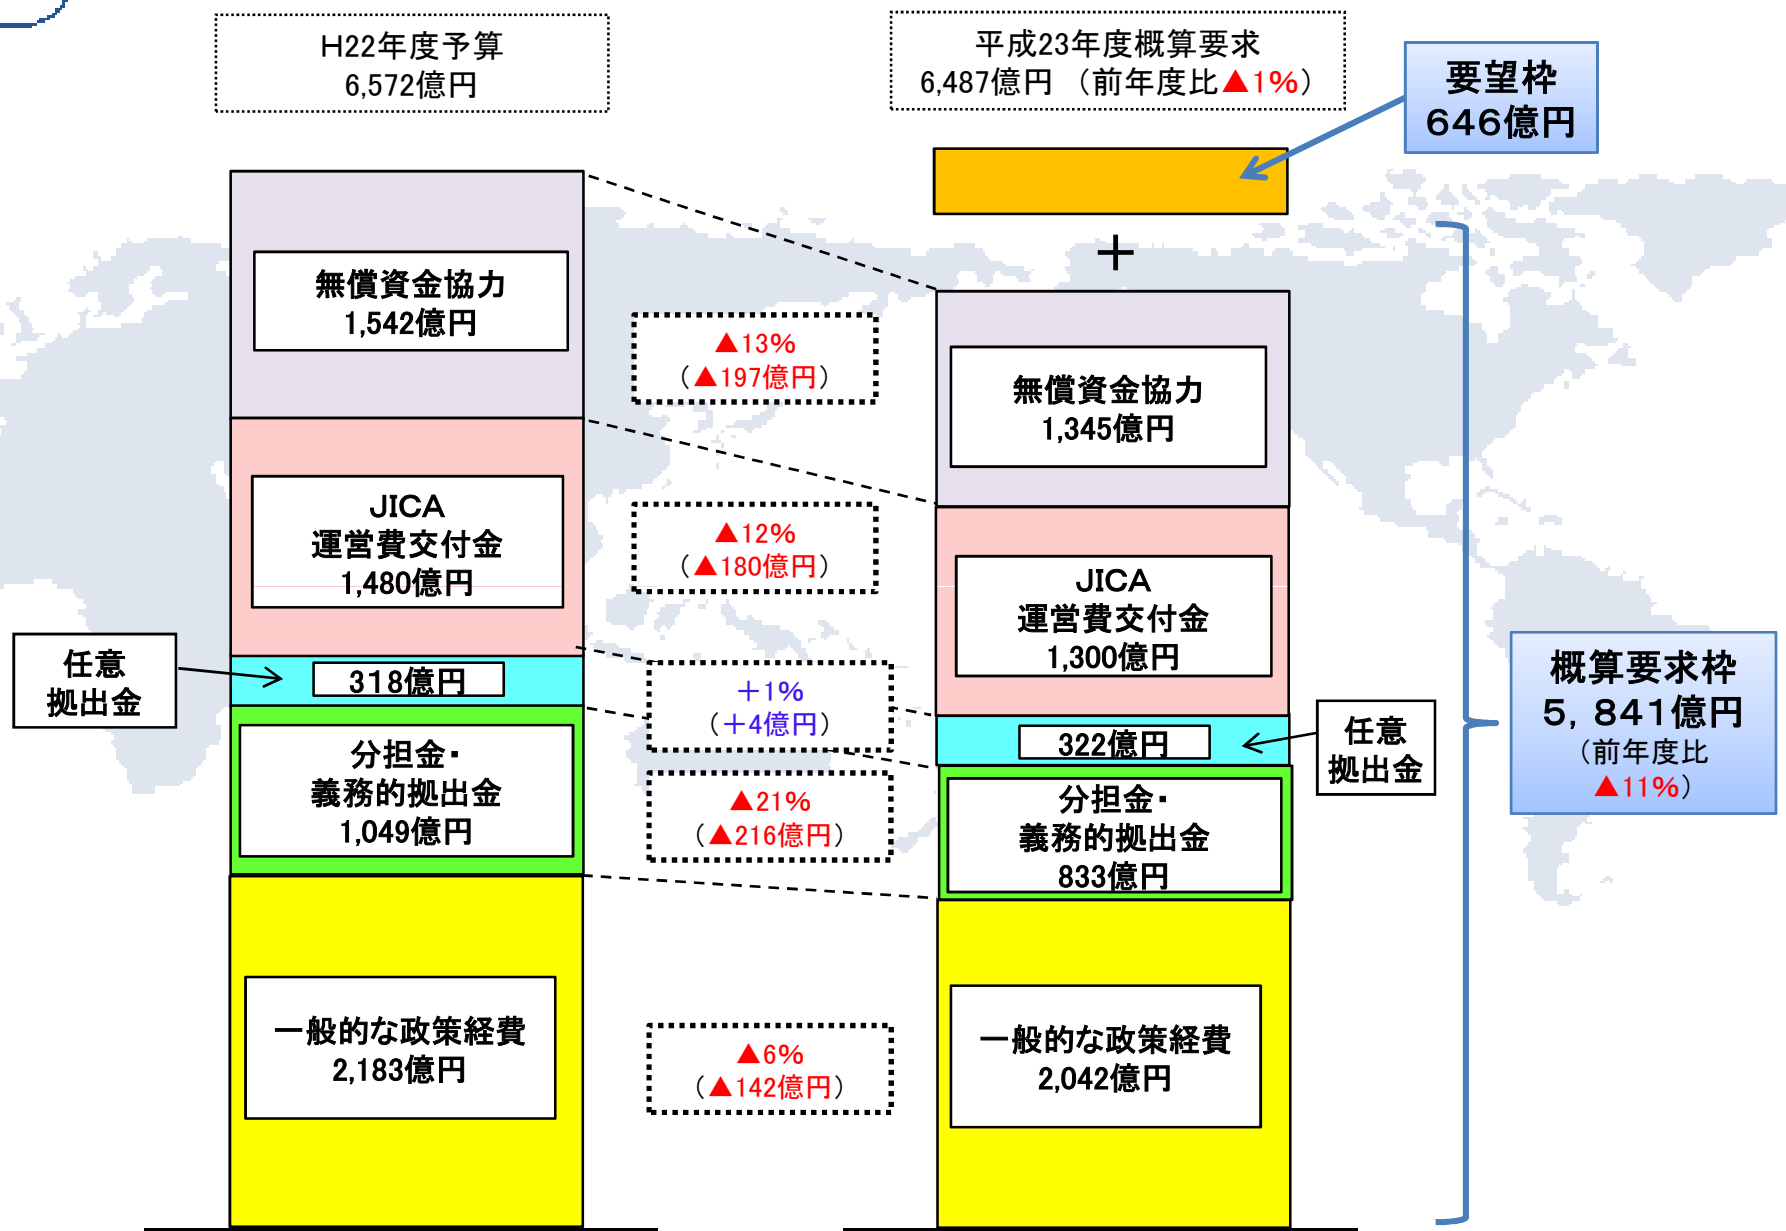 H22年度予算
6,572億円
平成23年度概算要求
6,487億円 （前年度比▲1%）
要望枠
646億円
+
無償資金協力
1,542億円
▲13%
（▲197億円）
無償資金協力
1,345億円
JICA
運営費交付金
1,480億円
▲12%
（▲180億円）
JICA
運営費交付金
1,300億円
任意
拠出金
318億円
+1%
（+4億円）
322億円
任意
拠出金
概算要求枠
5,841億円
（前年度比
▲11%）
分担金・
義務的拠出金
1,049億円
▲21%
（▲216億円）
分担金・
義務的拠出金
833億円
一般的な政策経費
2,183億円
▲6%
（▲142億円）
一般的な政策経費
2,042億円